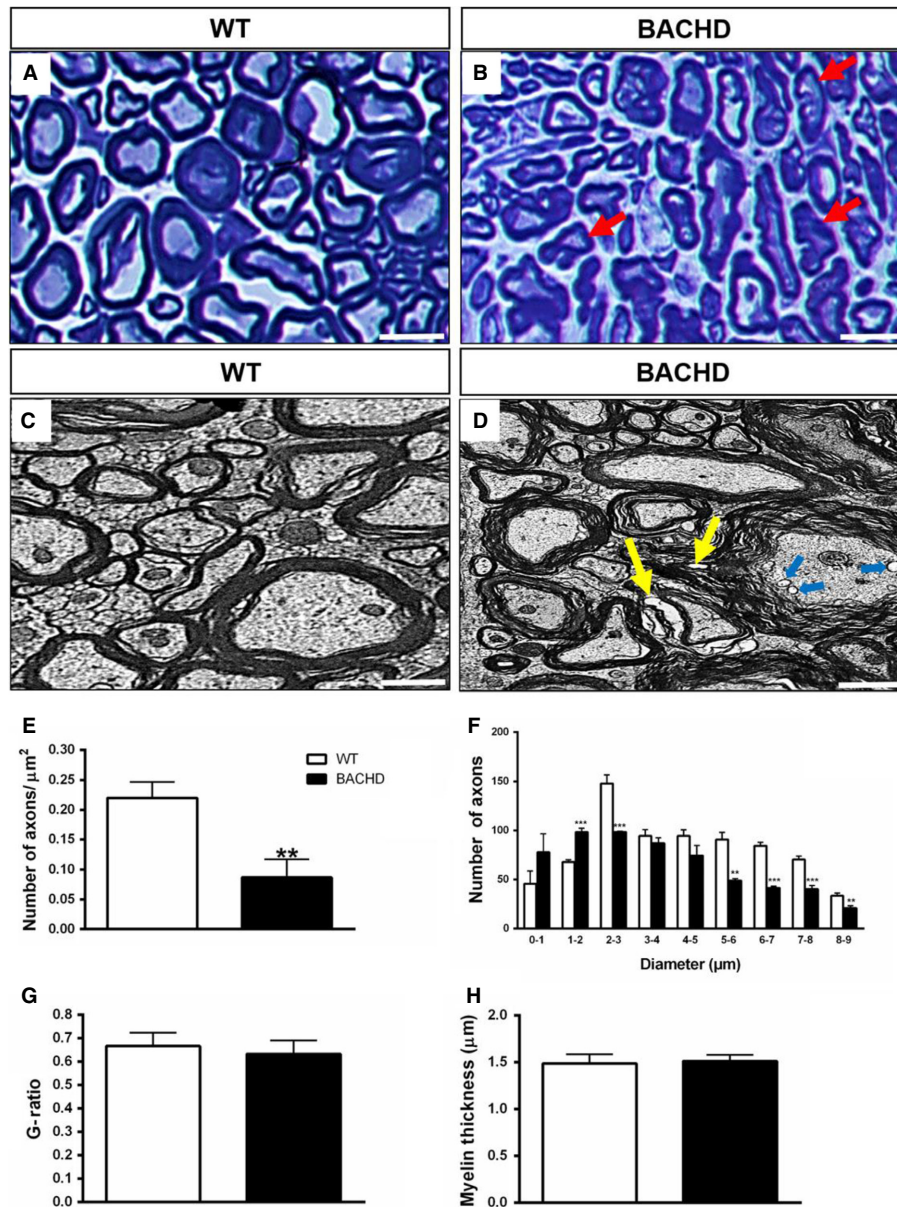 WT
BACHD
A
B
WT
BACHD
C
D
E
Number of axons/μm²
0.30
0.25
0.20
0.15
0.10
0.05
0.00
WT
BACHD
**
F
Number of axons
200
150
100
50
0
***
***
**
***
***
**
0-1 1-2 2-3 3-4 4-5 5-6 6-7 7-8 8-9
Diameter (μm)
G
G-ratio
0.8
0.7
0.6
0.5
0.4
0.3
0.2
0.1
0.0
H
Myelin thickness (μm)
2.0
1.5
1.0
0.5
0.0